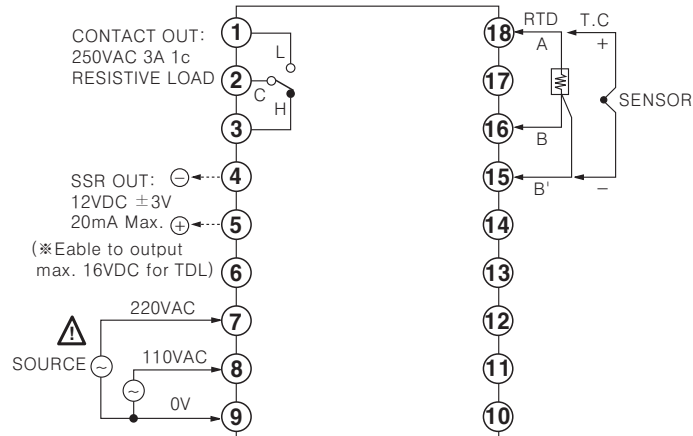 CONTACT OUT:
250VAC 3A 1c
RESISTIVE LOAD
1
L
2
C
H
3
SSR OUT:
12VDC ±3V
20mA Max.
(※Eable to output
max. 16VDC for TDL)
−
4
+
5
6
220VAC
7
SOURCE
~
110VAC
8
~
0V
9
RTD
T.C
18
A
+
17
SENSOR
16
B
15
B'
−
14
13
12
11
10